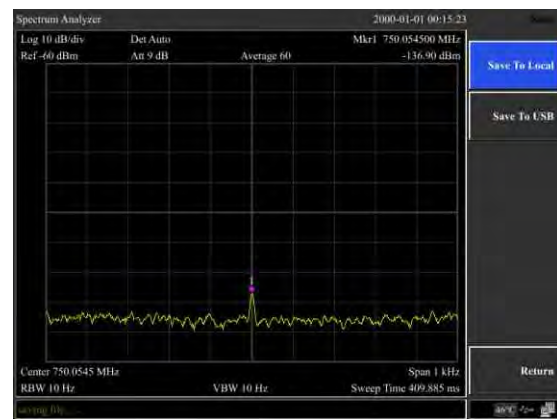 Spectrum Analyzer 2000-01-01 00:15:23
Log 10 dB/div Det Auto Mkr1 750.054500 MHz
Ref -60 dBm Att 9 dB Average 60 -136.90 dBm
Save To Local
Save To USB
1
Center 750.0545 MHz Span 1 kHz
RBW 10 Hz VBW 10 Hz Sweep Time 409.885 ms
Return
saving file
46°C